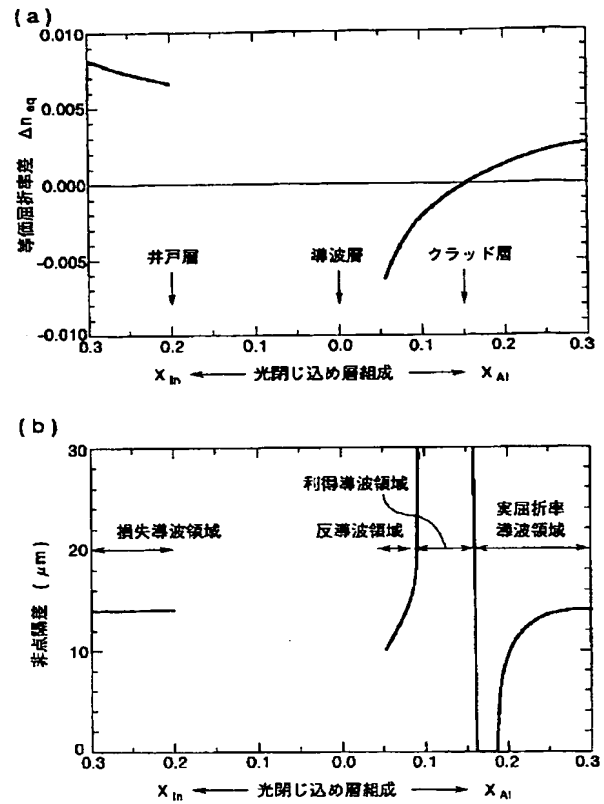 (a)
0.010
0.005
0.000
-0.005
-0.010
等価屈折率差 Δn eq
井戸層
導波層
クラッド層
0.3 0.2 0.1 0.0 0.1 0.2 0.3
X In ← 光閉じ込め層組成 → X Al
(b)
30
20
10
0
非点隔差 (μm)
損失導波領域
利得導波領域
反導波領域
実屈折率
導波領域
0.3 0.2 0.1 0.0 0.1 0.2 0.3
X In ← 光閉じ込め層組成 → X Al